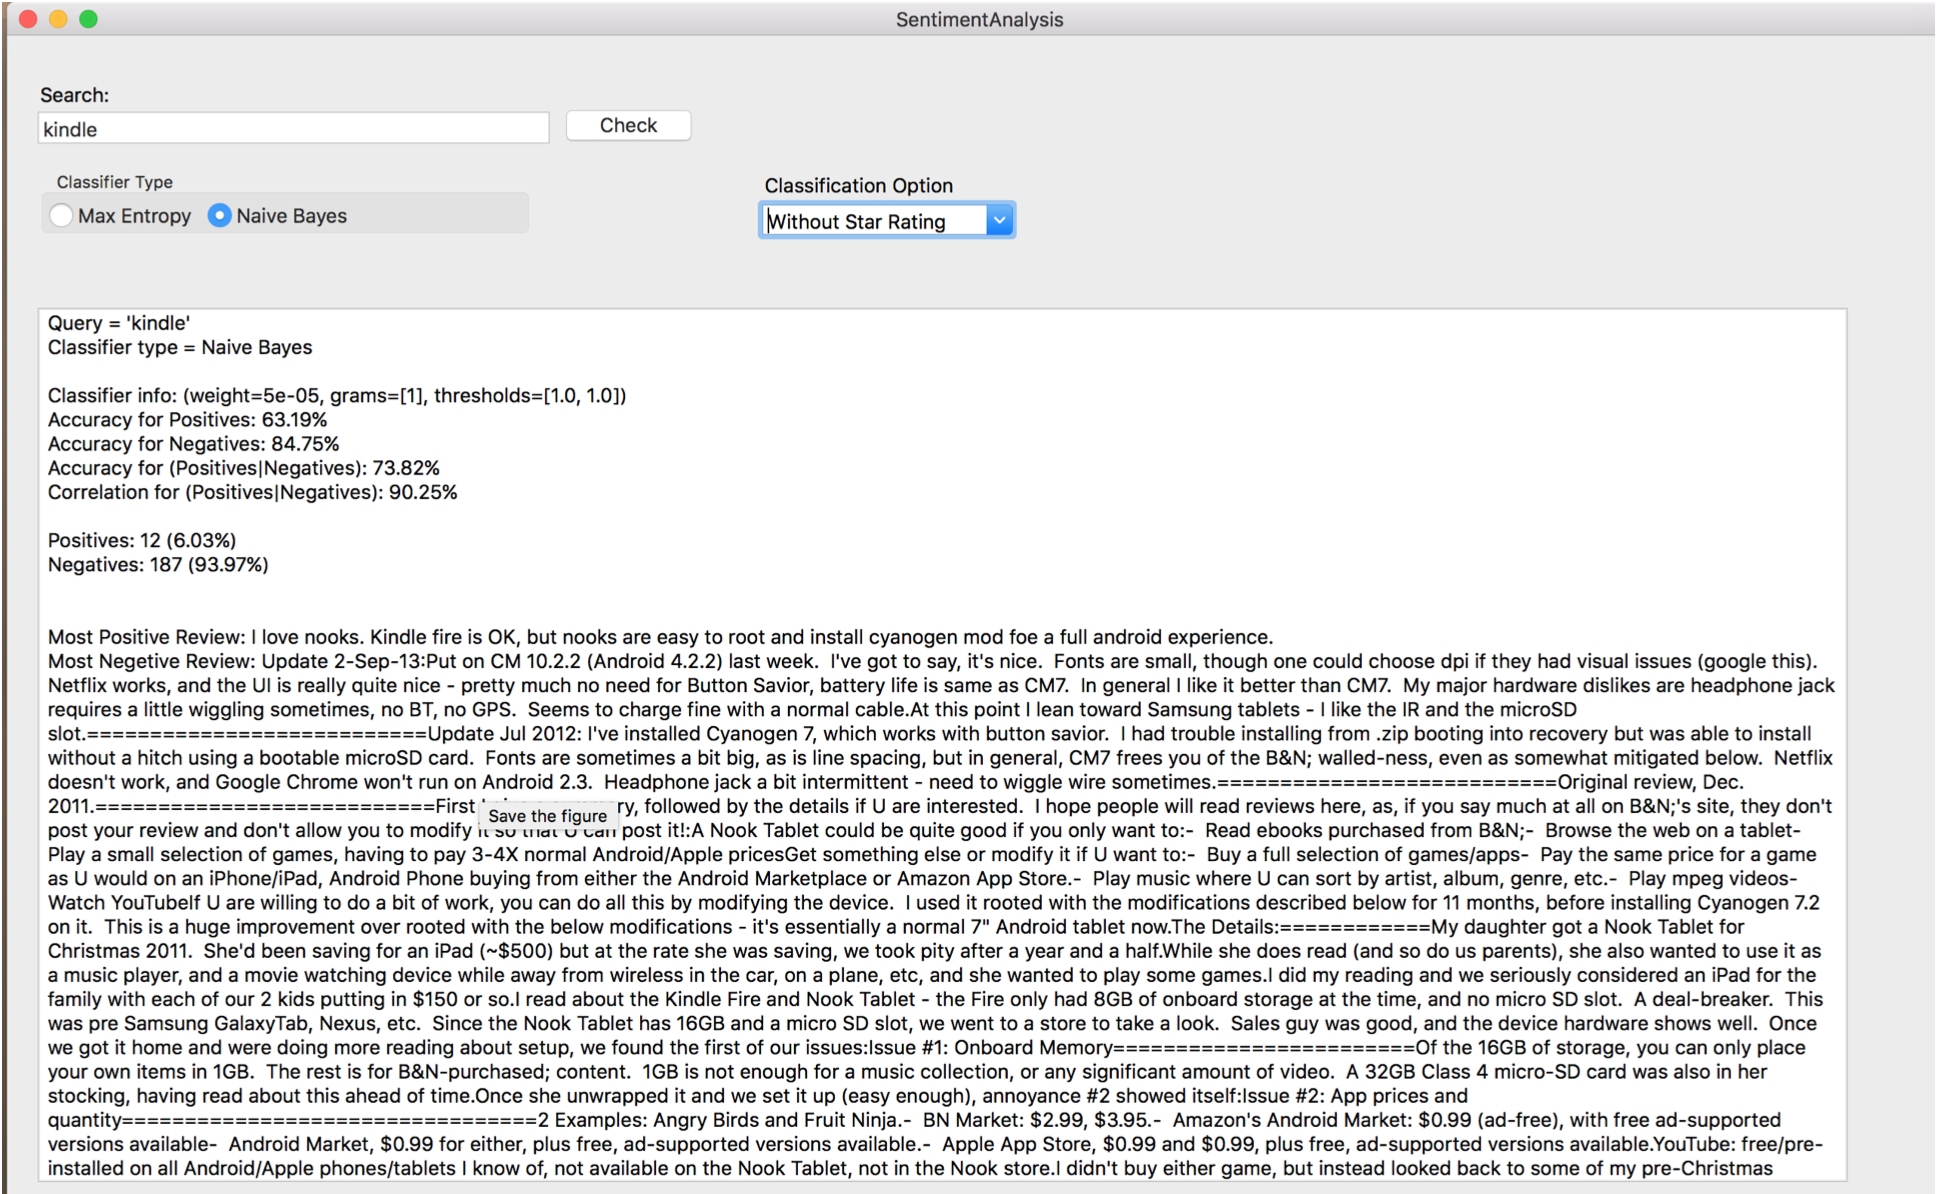 SentimentAnalysis
Search:
kindle
Check
Classifier Type
Max Entropy
Naive Bayes
Classification Option
Without Star Rating
Query = 'kindle'
Classifier type = Naive Bayes
Classifier info: (weight=5e-05, grams=[1], thresholds=[1.0, 1.0])
Accuracy for Positives: 63.19%
Accuracy for Negatives: 84.75%
Accuracy for (Positives|Negatives): 73.82%
Correlation for (Positives|Negatives): 90.25%
Positives: 12 (6.03%)
Negatives: 187 (93.97%)
Most Positive Review: I love nooks. Kindle fire is OK, but nooks are easy to root and install cyanogen mod foe a full android experience.
Most Negetive Review: Update 2-Sep-13:Put on CM 10.2.2 (Android 4.2.2) last week.  I've got to say, it's nice.  Fonts are small, though one could choose dpi if they had visual issues (google this).
Netflix works, and the UI is really quite nice - pretty much no need for Button Savior, battery life is same as CM7.  In general I like it better than CM7.  My major hardware dislikes are headphone jack
requires a little wiggling sometimes, no BT, no GPS.  Seems to charge fine with a normal cable.At this point I lean toward Samsung tablets - I like the IR and the microSD
slot.===========================Update Jul 2012: I've installed Cyanogen 7, which works with button savior.  I had trouble installing from .zip booting into recovery but was able to install
without a hitch using a bootable microSD card.  Fonts are sometimes a bit big, as is line spacing, but in general, CM7 frees you of the B&N; walled-ness, even as somewhat mitigated below.  Netflix
doesn't work, and Google Chrome won't run on Android 2.3.  Headphone jack a bit intermittent - need to wiggle wire sometimes.===========================Original review, Dec.
2011.===========================First ry, followed by the details if U are interested.  I hope people will read reviews here, as, if you say much at all on B&N;'s site, they don't
Save the figure
post your review and don't allow you to modify it so that U can post it!:A Nook Tablet could be quite good if you only want to:-  Read ebooks purchased from B&N;-  Browse the web on a tablet-
Play a small selection of games, having to pay 3-4X normal Android/Apple pricesGet something else or modify it if U want to:-  Buy a full selection of games/apps-  Pay the same price for a game
as U would on an iPhone/iPad, Android Phone buying from either the Android Marketplace or Amazon App Store.-  Play music where U can sort by artist, album, genre, etc.-  Play mpeg videos-
Watch YouTubeIf U are willing to do a bit of work, you can do all this by modifying the device.  I used it rooted with the modifications described below for 11 months, before installing Cyanogen 7.2
on it.  This is a huge improvement over rooted with the below modifications - it's essentially a normal 7" Android tablet now.The Details:============My daughter got a Nook Tablet for
Christmas 2011.  She'd been saving for an iPad (~$500) but at the rate she was saving, we took pity after a year and a half.While she does read (and so do us parents), she also wanted to use it as
a music player, and a movie watching device while away from wireless in the car, on a plane, etc, and she wanted to play some games.I did my reading and we seriously considered an iPad for the
family with each of our 2 kids putting in $150 or so.I read about the Kindle Fire and Nook Tablet - the Fire only had 8GB of onboard storage at the time, and no micro SD slot.  A deal-breaker.  This
was pre Samsung GalaxyTab, Nexus, etc.  Since the Nook Tablet has 16GB and a micro SD slot, we went to a store to take a look.  Sales guy was good, and the device hardware shows well.  Once
we got it home and were doing more reading about setup, we found the first of our issues:Issue #1: Onboard Memory========================Of the 16GB of storage, you can only place
your own items in 1GB.  The rest is for B&N-purchased; content.  1GB is not enough for a music collection, or any significant amount of video.  A 32GB Class 4 micro-SD card was also in her
stocking, having read about this ahead of time.Once she unwrapped it and we set it up (easy enough), annoyance #2 showed itself:Issue #2: App prices and
quantity=================================2 Examples: Angry Birds and Fruit Ninja.-  BN Market: $2.99, $3.95.-  Amazon's Android Market: $0.99 (ad-free), with free ad-supported
versions available-  Android Market, $0.99 for either, plus free, ad-supported versions available.-  Apple App Store, $0.99 and $0.99, plus free, ad-supported versions available.YouTube: free/pre-
installed on all Android/Apple phones/tablets I know of, not available on the Nook Tablet, not in the Nook store.I didn't buy either game, but instead looked back to some of my pre-Christmas